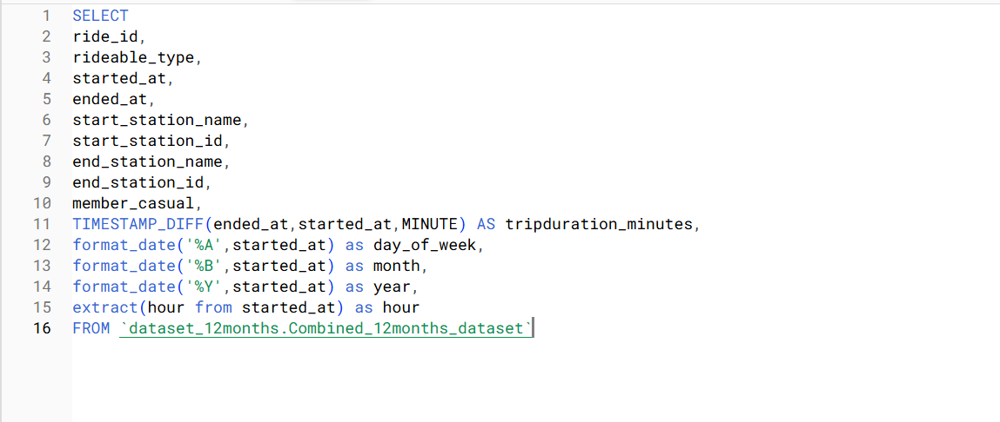 1 SELECT
2 ride_id,
3 rideable_type,
4 started_at,
5 ended_at,
6 start_station_name,
7 start_station_id,
8 end_station_name,
9 end_station_id,
10 member_casual,
11 TIMESTAMP_DIFF(ended_at,started_at,MINUTE) AS tripduration_minutes,
12 format_date('%A',started_at) as day_of_week,
13 format_date('%B',started_at) as month,
14 format_date('%Y',started_at) as year,
15 extract(hour from started_at) as hour
16 FROM `dataset_12months.Combined_12months_dataset`